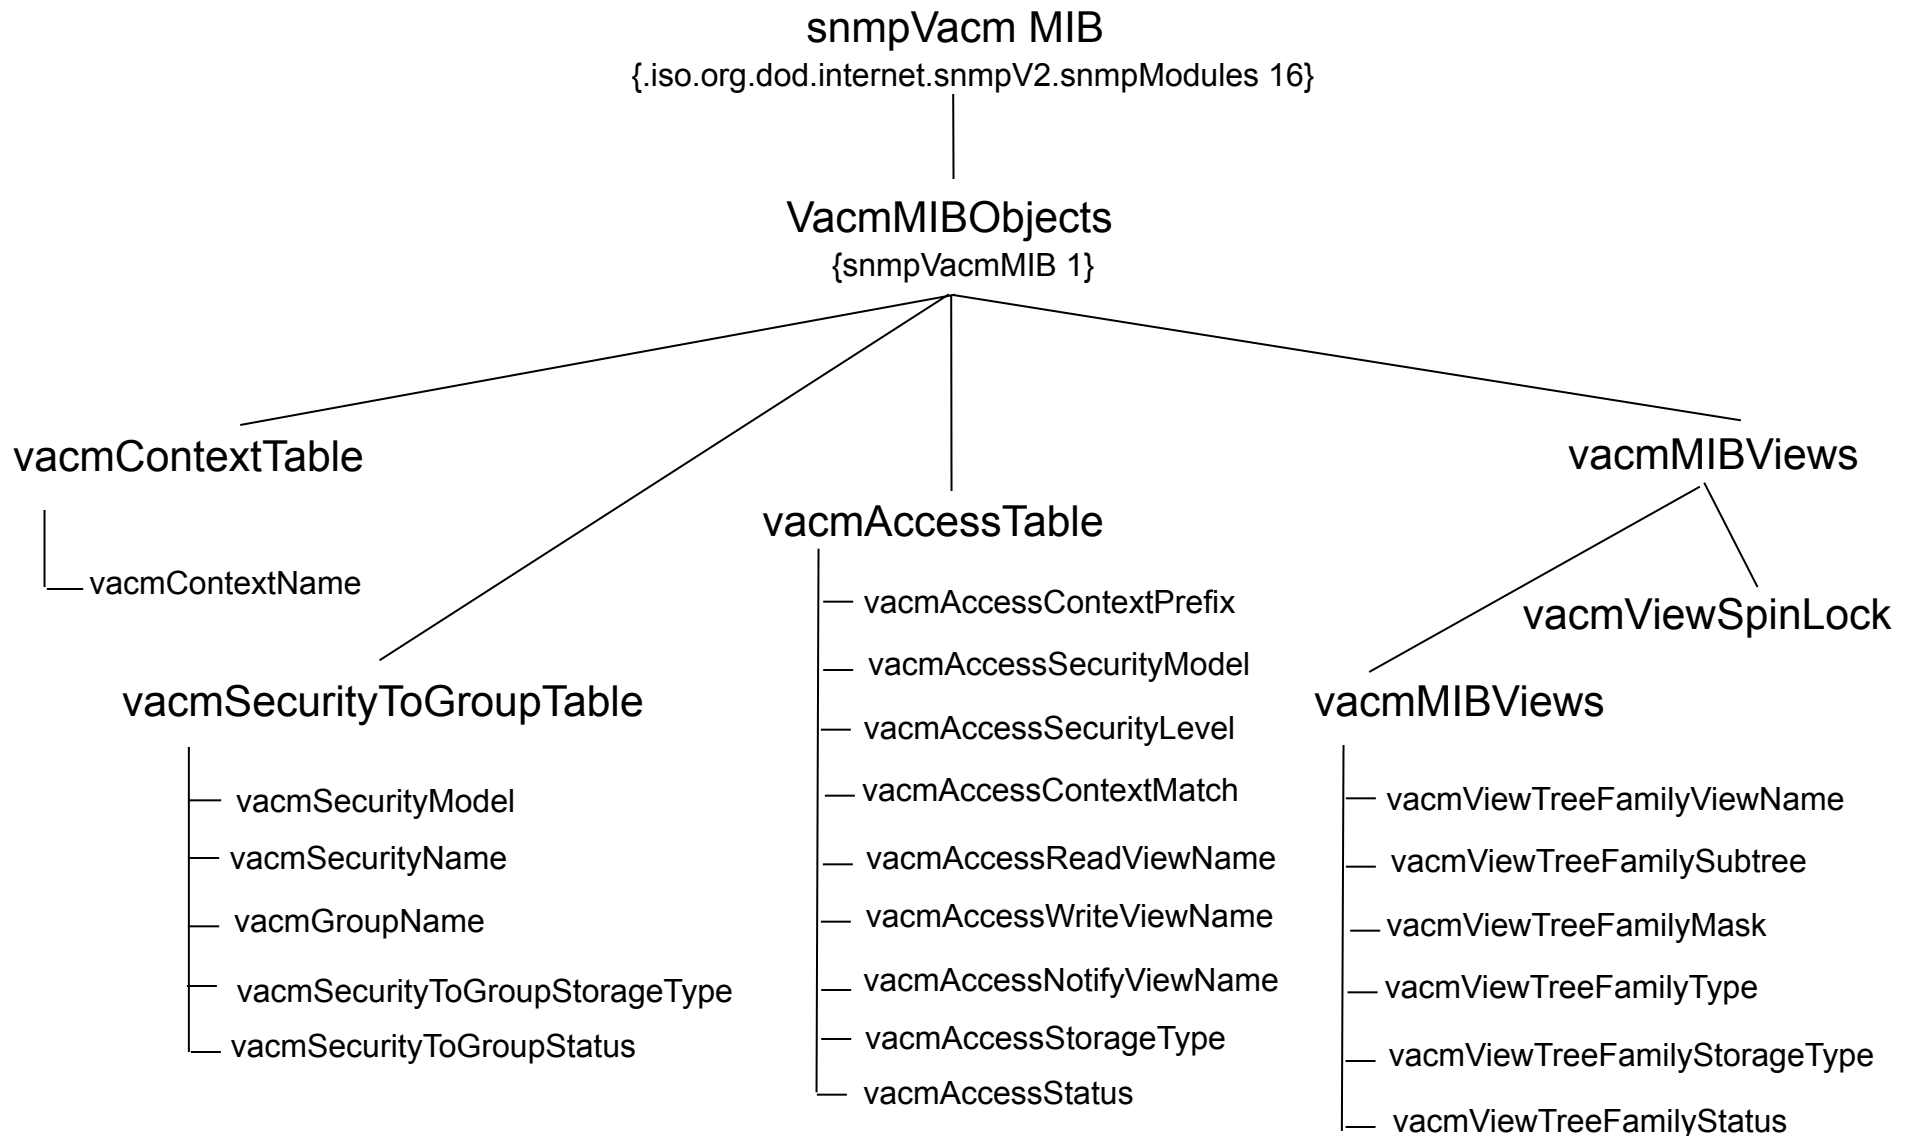 snmpVacm MIB
{.iso.org.dod.internet.snmpV2.snmpModules 16}
VacmMIBObjects
{snmpVacmMIB 1}
vacmContextTable
vacmContextName
vacmSecurityToGroupTable
vacmSecurityModel
vacmSecurityName
vacmGroupName
vacmSecurityToGroupStorageType
vacmSecurityToGroupStatus
vacmAccessTable
vacmAccessContextPrefix
vacmAccessSecurityModel
vacmAccessSecurityLevel
vacmAccessContextMatch
vacmAccessReadViewName
vacmAccessWriteViewName
vacmAccessNotifyViewName
vacmAccessStorageType
vacmAccessStatus
vacmMIBViews
vacmViewSpinLock
vacmMIBViews
vacmViewTreeFamilyViewName
vacmViewTreeFamilySubtree
vacmViewTreeFamilyMask
vacmViewTreeFamilyType
vacmViewTreeFamilyStorageType
vacmViewTreeFamilyStatus